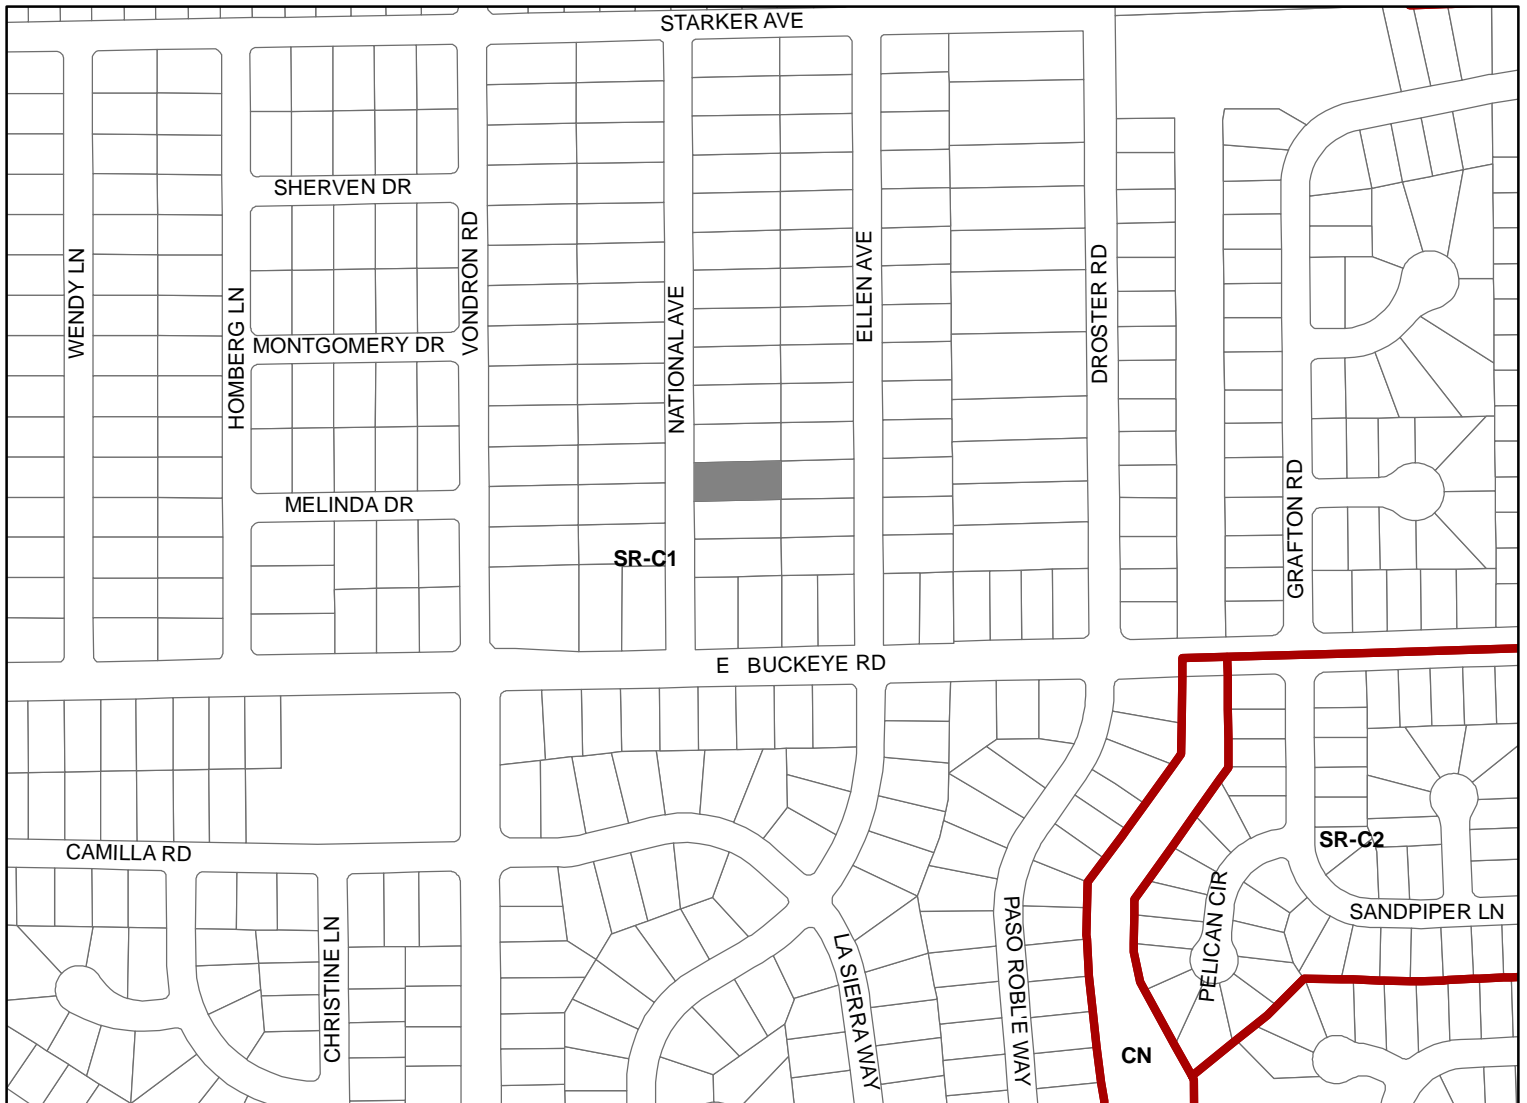 STARKER AVE
SHERVEN DR
WENDY LN
HOMBERG LN
VONDRON RD
NATIONAL AVE
ELLEN AVE
DROSTER RD
MONTGOMERY DR
MELINDA DR
GRAFTON RD
SR-C1
E BUCKEYE RD
CAMILLA RD
SR-C2
CHRISTINE LN
LA SIERRA WAY
PASO ROBL'E WAY
PELICAN CIR
SANDPIPER LN
CN